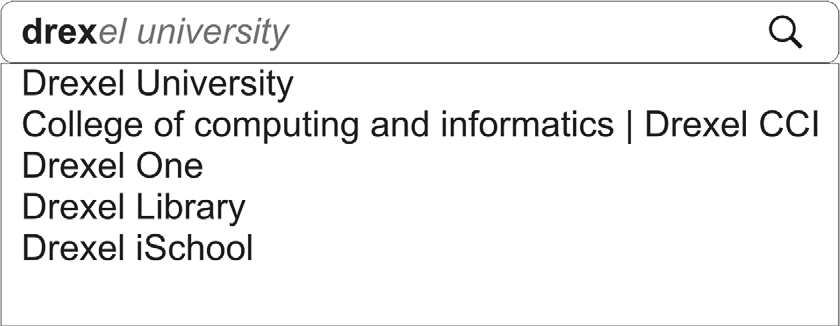 drexel university
Drexel University
College of computing and informatics | Drexel CCI
Drexel One
Drexel Library
Drexel iSchool